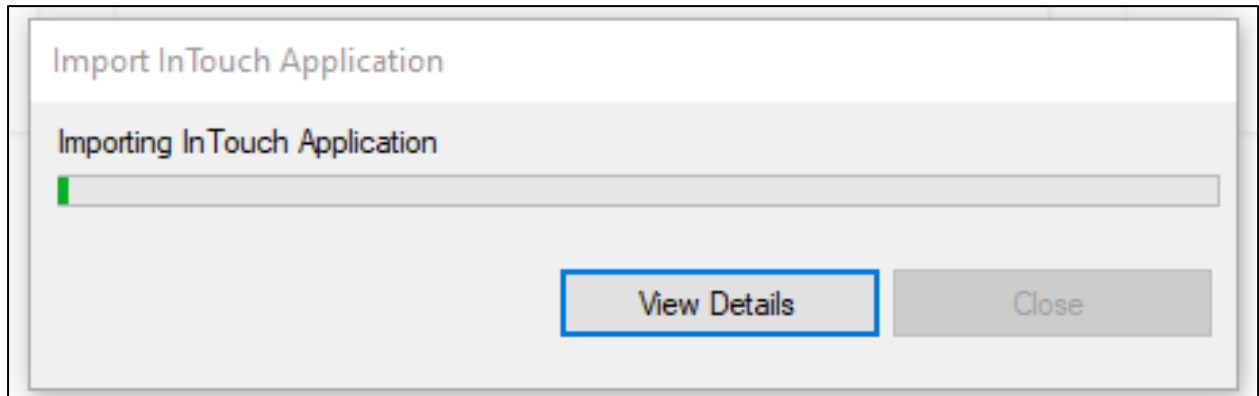 Import InTouch Application
Importing InTouch Application
View Details
Close